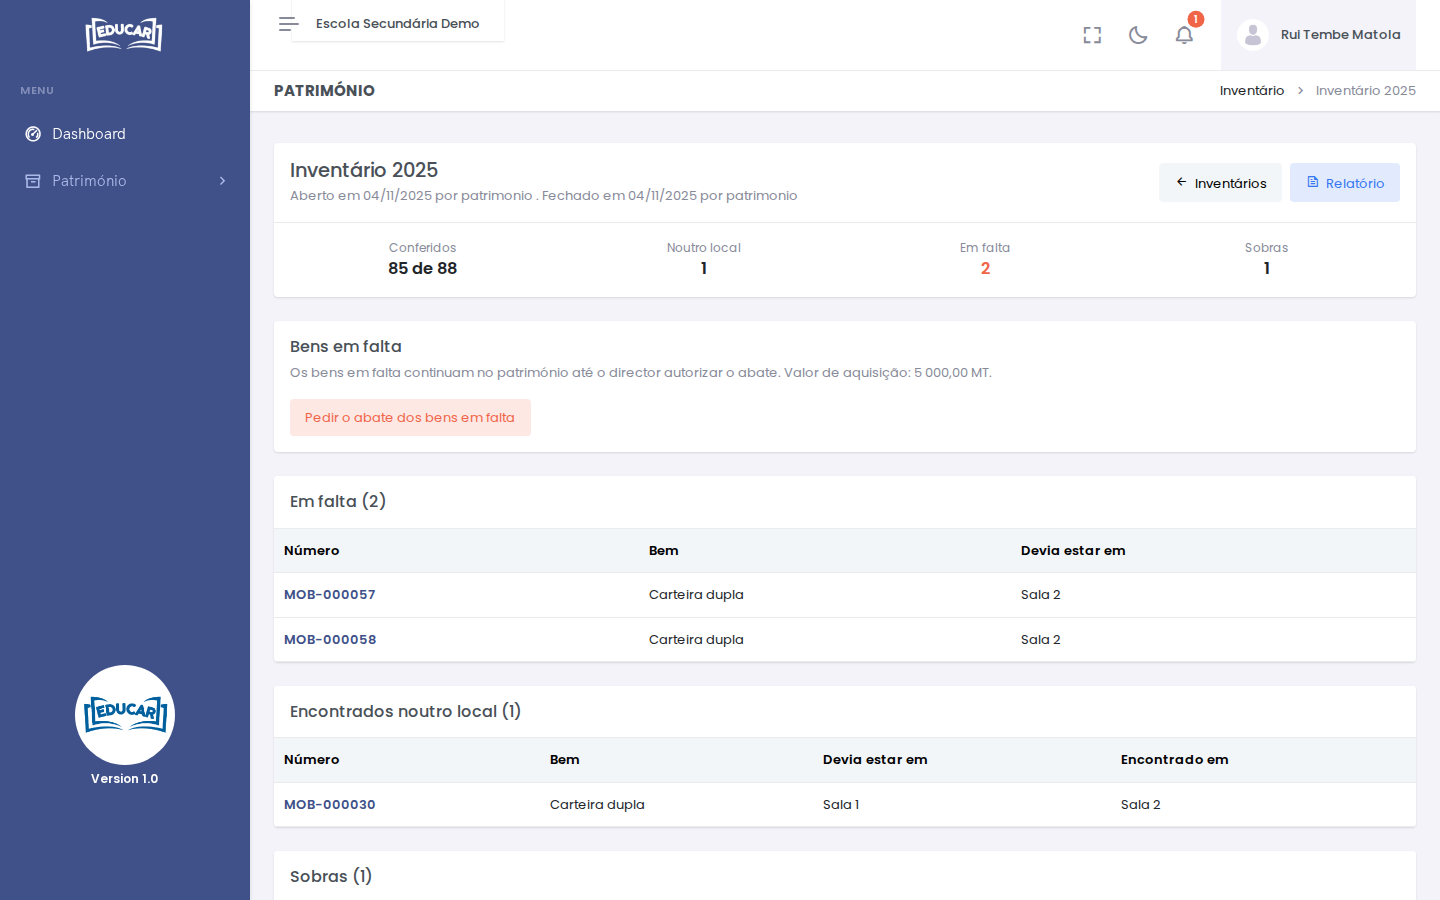 EDUCAR
Escola Secundária Demo
1
Rui Tembe Matola
MENU
Dashboard
Património
PATRIMÓNIO
Inventário > Inventário 2025
Inventário 2025
Aberto em 04/11/2025 por patrimonio . Fechado em 04/11/2025 por patrimonio
Inventários
Relatório
Conferidos Noutro local Em falta Sobras
85 de 88 1 2 1
Bens em falta
Os bens em falta continuam no património até o director autorizar o abate. Valor de aquisição: 5 000,00 MT.
Pedir o abate dos bens em falta
Em falta (2)
Número Bem Devia estar em
MOB-000057 Carteira dupla Sala 2
MOB-000058 Carteira dupla Sala 2
Encontrados noutro local (1)
Número Bem Devia estar em Encontrado em
MOB-000030 Carteira dupla Sala 1 Sala 2
Sobras (1)
EDUCAR
Version 1.0